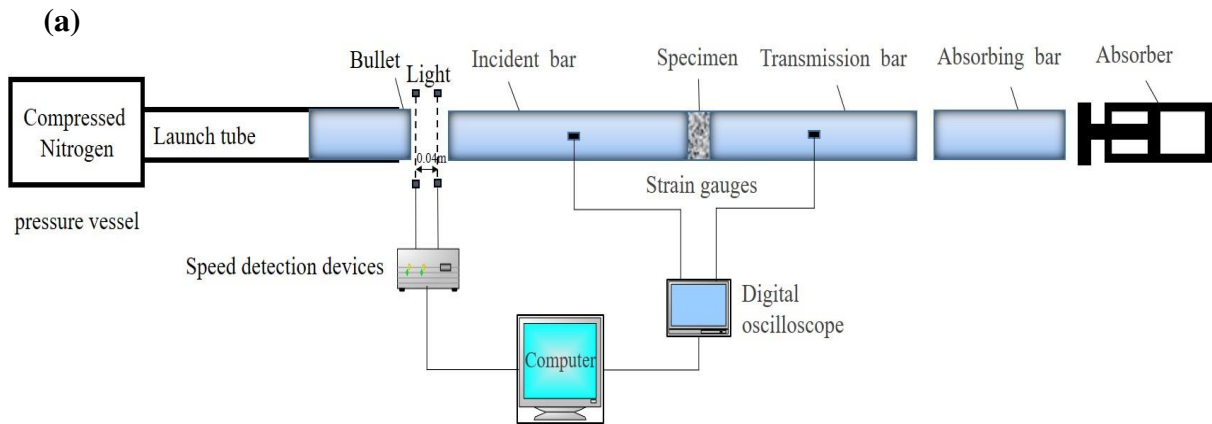 (a)
Bullet
Light
Incident bar
Specimen
Transmission bar
Absorbing bar
Absorber
Compressed
Nitrogen
Launch tube
0.04m
Strain gauges
pressure vessel
Speed detection devices
Digital
oscilloscope
Computer